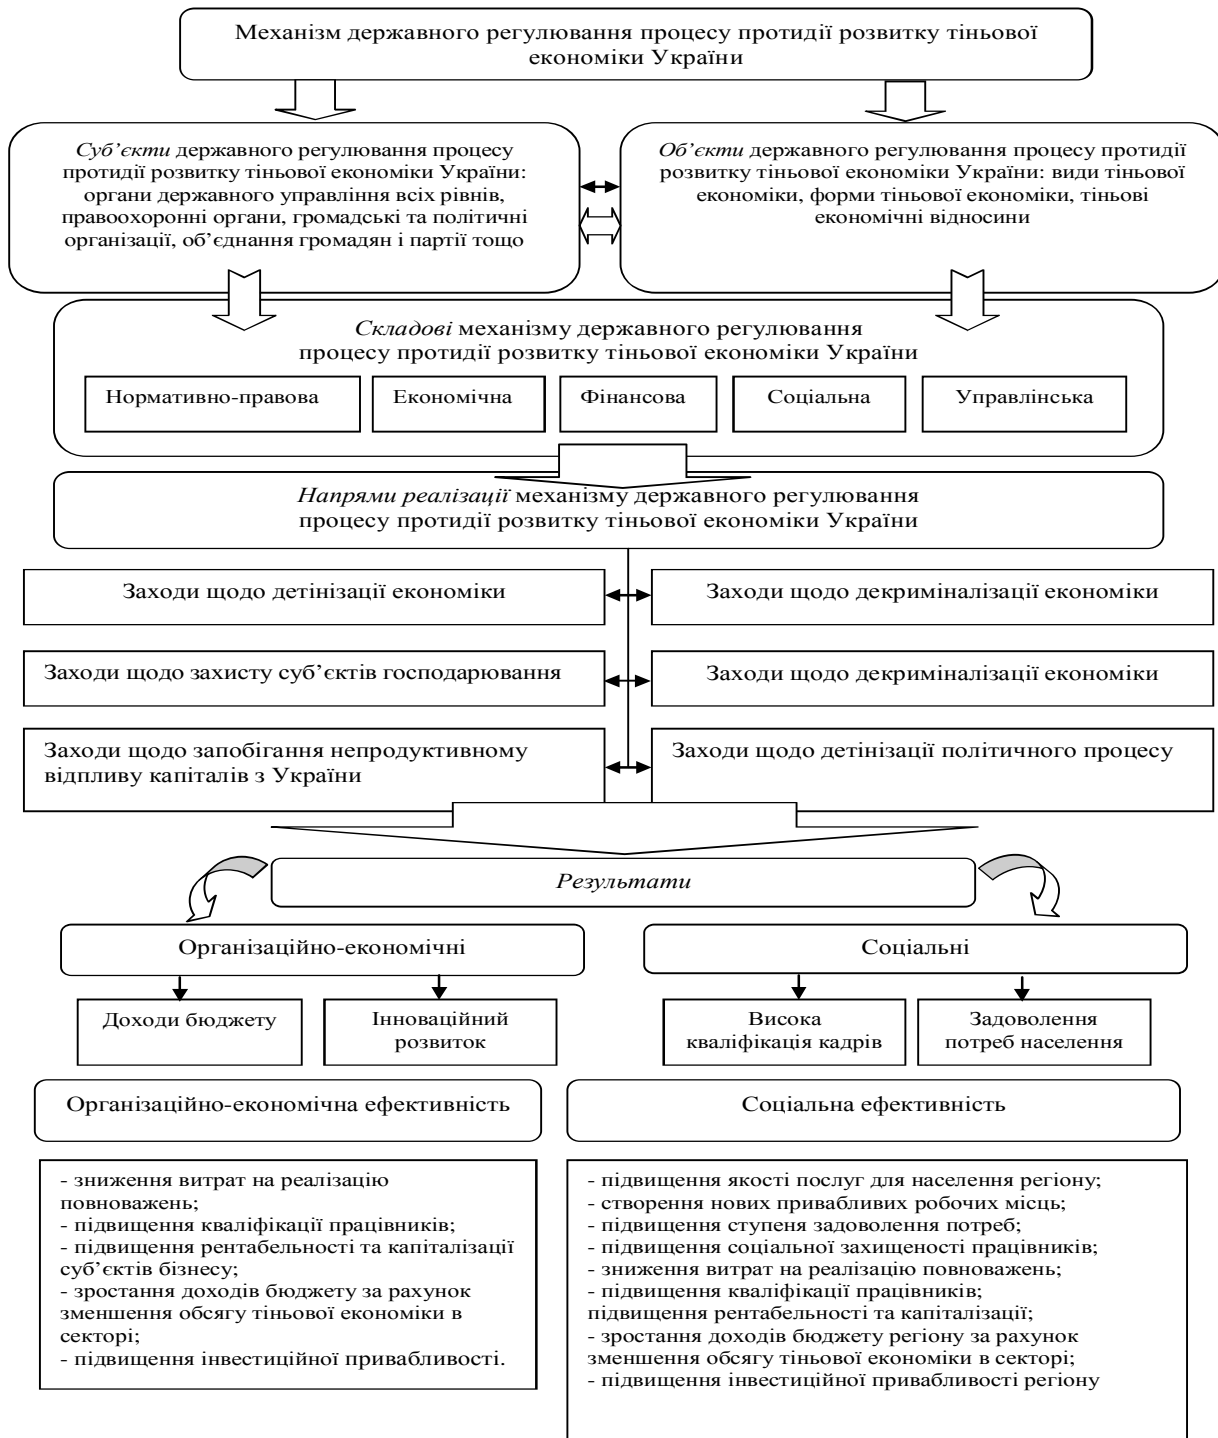 Механізм державного регулювання процесу протидії розвитку тіньової
економіки України
Суб’єкти державного регулювання процесу
протидії розвитку тіньової економіки України:
органи державного управління всіх рівнів,
правоохоронні органи, громадські та політичні
організації, об’єднання громадян і партії тощо
Об’єкти державного регулювання процесу протидії
розвитку тіньової економіки України: види тіньової
економіки, форми тіньової економіки, тіньові
економічні відносини
Складові механізму державного регулювання
процесу протидії розвитку тіньової економіки України
Нормативно-правова
Економічна
Фінансова
Соціальна
Управлінська
Напрями реалізації механізму державного регулювання
процесу протидії розвитку тіньової економіки України
Заходи щодо детінізації економіки
Заходи щодо декриміналізації економіки
Заходи щодо захисту суб’єктів господарювання
Заходи щодо декриміналізації економіки
Заходи щодо запобігання непродуктивному
відпливу капіталів з України
Заходи щодо детінізації політичного процесу
Результати
Організаційно-економічні
Соціальні
Доходи бюджету
Інноваційний
розвиток
Висока
кваліфікація кадрів
Задоволення
потреб населення
Організаційно-економічна ефективність
Соціальна ефективність
- зниження витрат на реалізацію
повноважень;
- підвищення кваліфікації працівників;
- підвищення рентабельності та капіталізації
суб’єктів бізнесу;
- зростання доходів бюджету за рахунок
зменшення обсягу тіньової економіки в
секторі;
- підвищення інвестиційної привабливості.
- підвищення якості послуг для населення регіону;
- створення нових привабливих робочих місць;
- підвищення ступеня задоволення потреб;
- підвищення соціальної захищеності працівників;
- зниження витрат на реалізацію повноважень;
- підвищення кваліфікації працівників;
підвищення рентабельності та капіталізації;
- зростання доходів бюджету регіону за рахунок
зменшення обсягу тіньової економіки в секторі;
- підвищення інвестиційної привабливості регіону